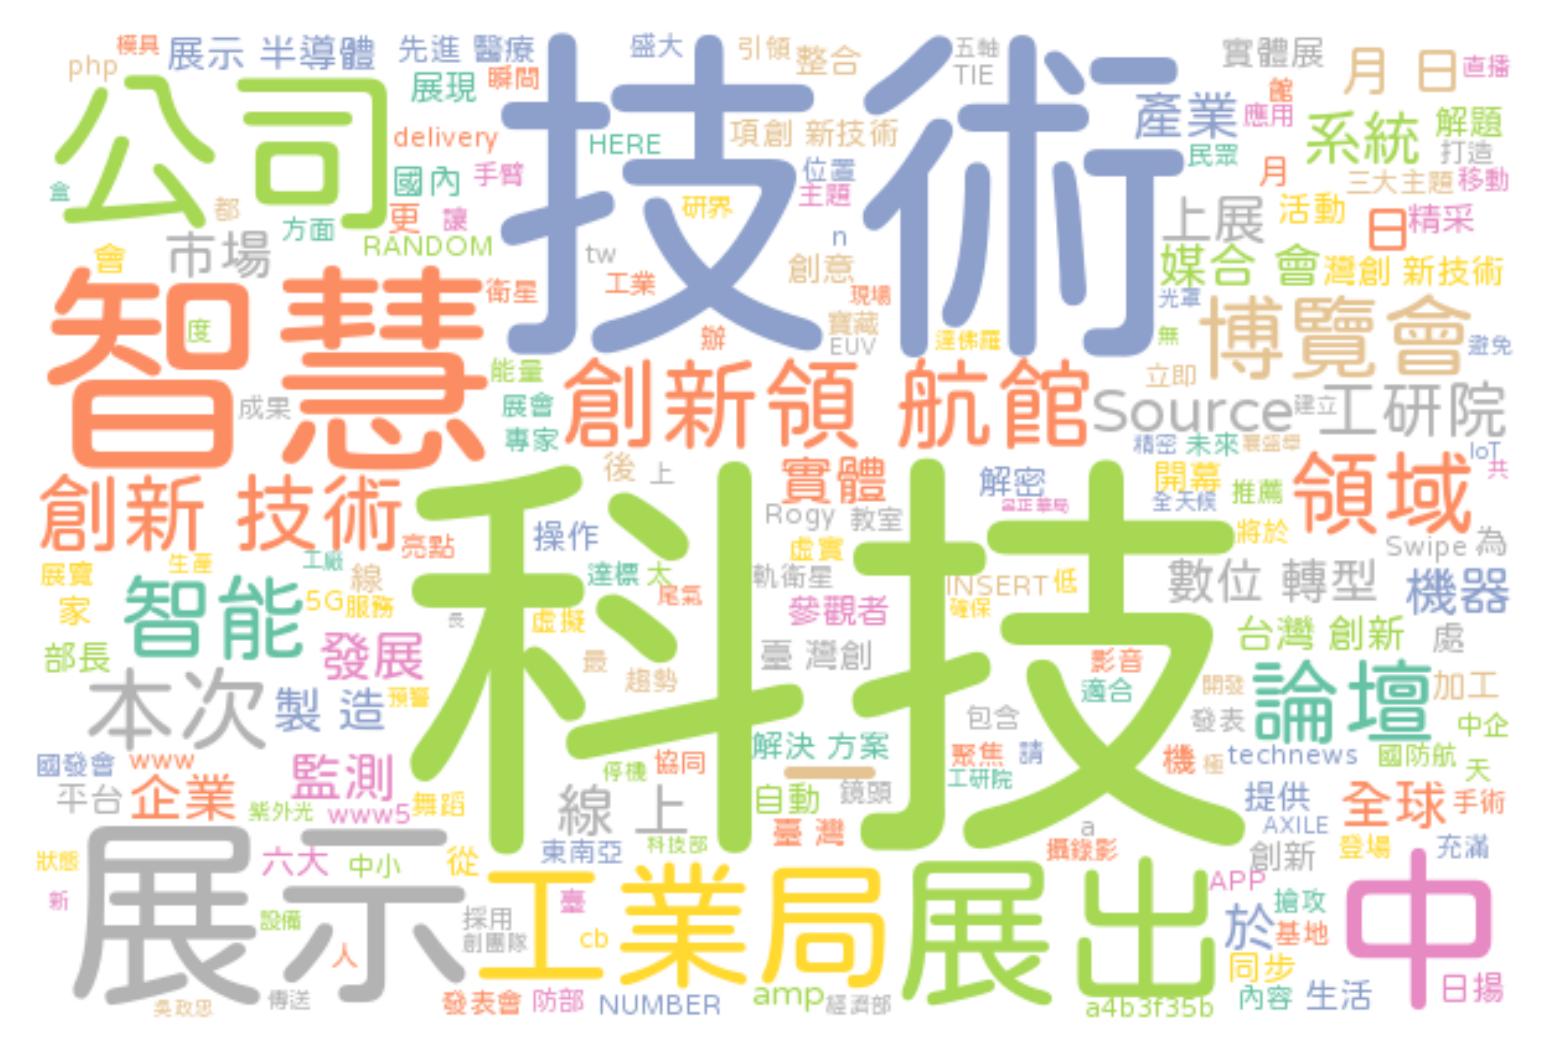 模具
展示 半導體
先進 醫療
盛大
引領
整合
五軸
TIE
實體展
月 日
直播
php
公司
展現
瞬間
技術
館
產業
應用
系統
解題
打造
delivery
HERE
項創 新技術
民眾
三大主題
移動
國內
手臂
位置
主題
月
盒
都
方面
更
讓
研界
上展
活動
日
精采
市場
會
RANDOM
tw
n
創意
媒合 會
灣創 新技術
智慧
衛星
工業
現場
光罩
博覽會
度
寶藏
EUV
辦
達佛羅
無
避免
能量
創新領 航館
立即
成果
展會
專家
Source
建立
工研院
精密
未來
IoT
創新 技術
科技
後
上
實體
解密
開幕
推薦
領域
共
全天候
Rogy
教室
操作
虛實
將於
Swipe
為
亮點
生產
工廠
線
展覽
家
智能
5G
服務
達標
太
尾氣
軌衛星
INSERT
低
確保
數位 轉型
機器
參觀者
長
虛擬
部長
發展
最
趨勢
臺 灣創
影音
適合
台灣 創新
處
本次
製 造
預警
開發
論壇
加工
包含
發表
中企
解決 方案
國發會
www
監測
停機
協同
一
聚焦
請
工研院
機
極
technews
國防航
天
平台
企業
紫外光
www5
舞蹈
線 上
自動
鏡頭
提供
AXILE
全球
手術
臺 灣
a
東南亞
科技部
攝錄影
創新
登場
充滿
狀態
六大
中小
從
新
展示
工業局
展出
APP
搶攻
中
設備
臺
採用
創團隊
cb
於
基地
人
同步
吳政思
傳送
發表會
防部
NUMBER
amp
經濟部
a4b3f35b
內容
生活
日揚